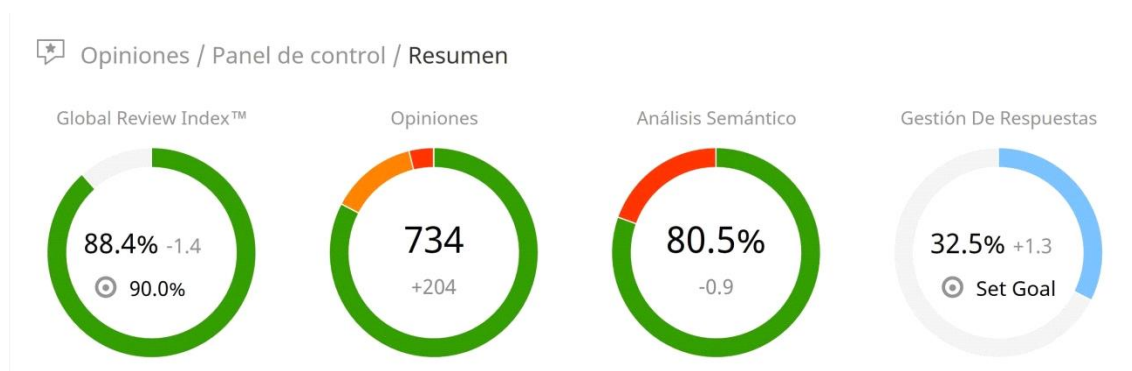 Opiniones / Panel de control / Resumen
Global Review Index™
Opiniones
Análisis Semántico
Gestión De Respuestas
88.4% -1.4
90.0%
734
+204
80.5%
-0.9
32.5% +1.3
Set Goal